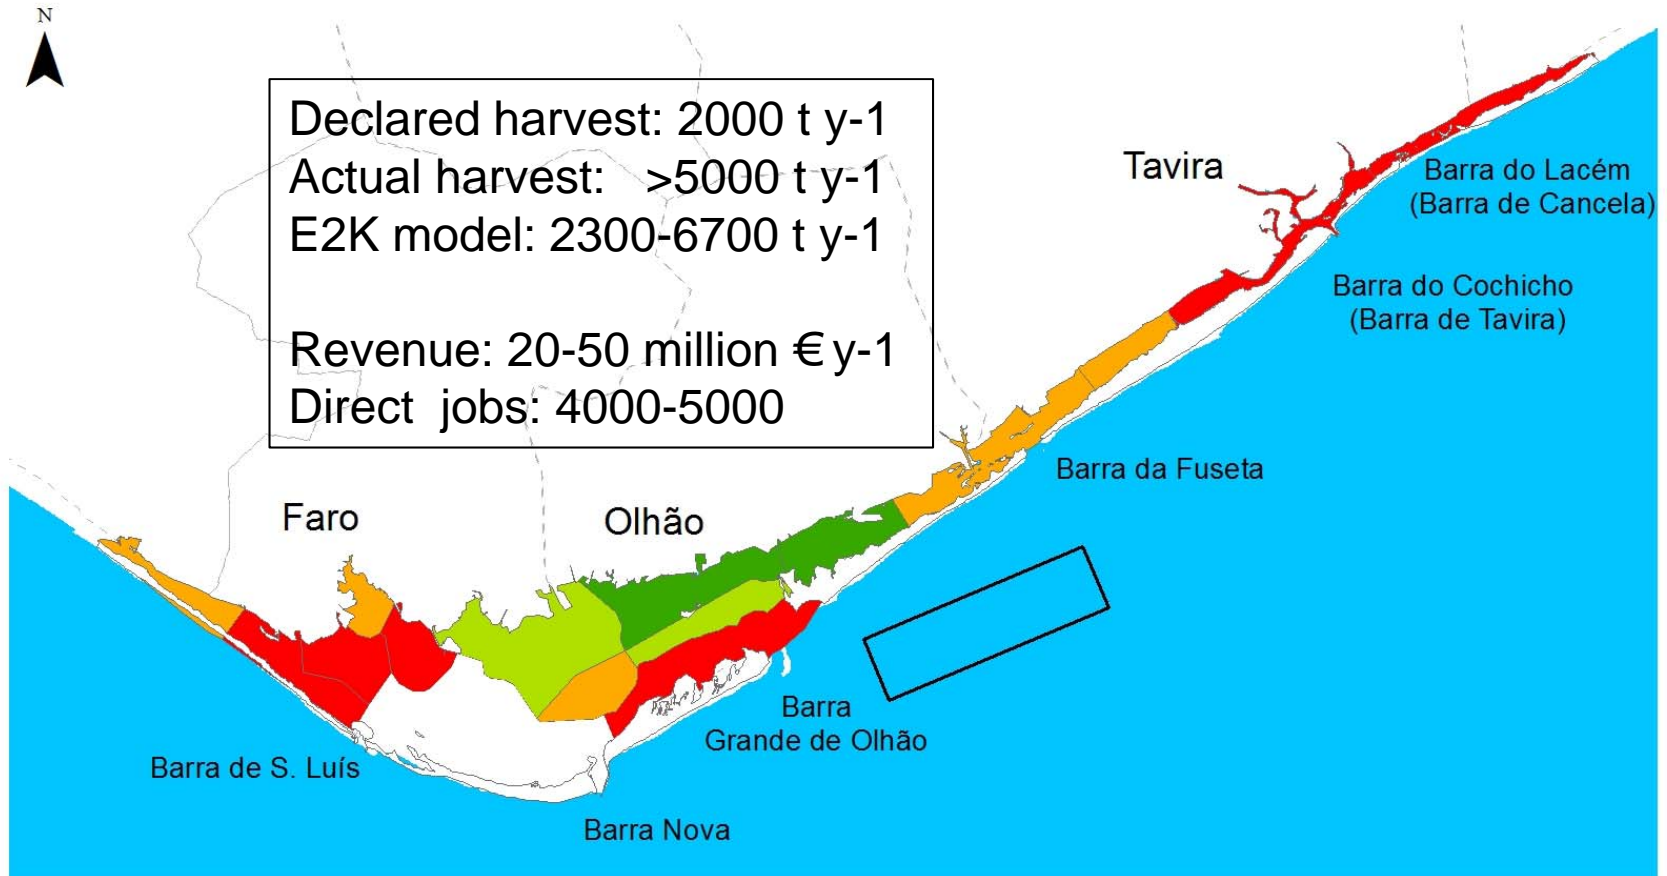 N
Declared harvest: 2000 t y-1
Actual harvest: >5000 t y-1
E2K model: 2300-6700 t y-1
Revenue: 20-50 million € y-1
Direct jobs: 4000-5000
Tavira
Barra do Lacém
(Barra de Cancela)
Barra do Cochicho
(Barra de Tavira)
Barra da Fuseta
Faro
Olhão
Barra
Grande de Olhão
Barra de S. Luís
Barra Nova